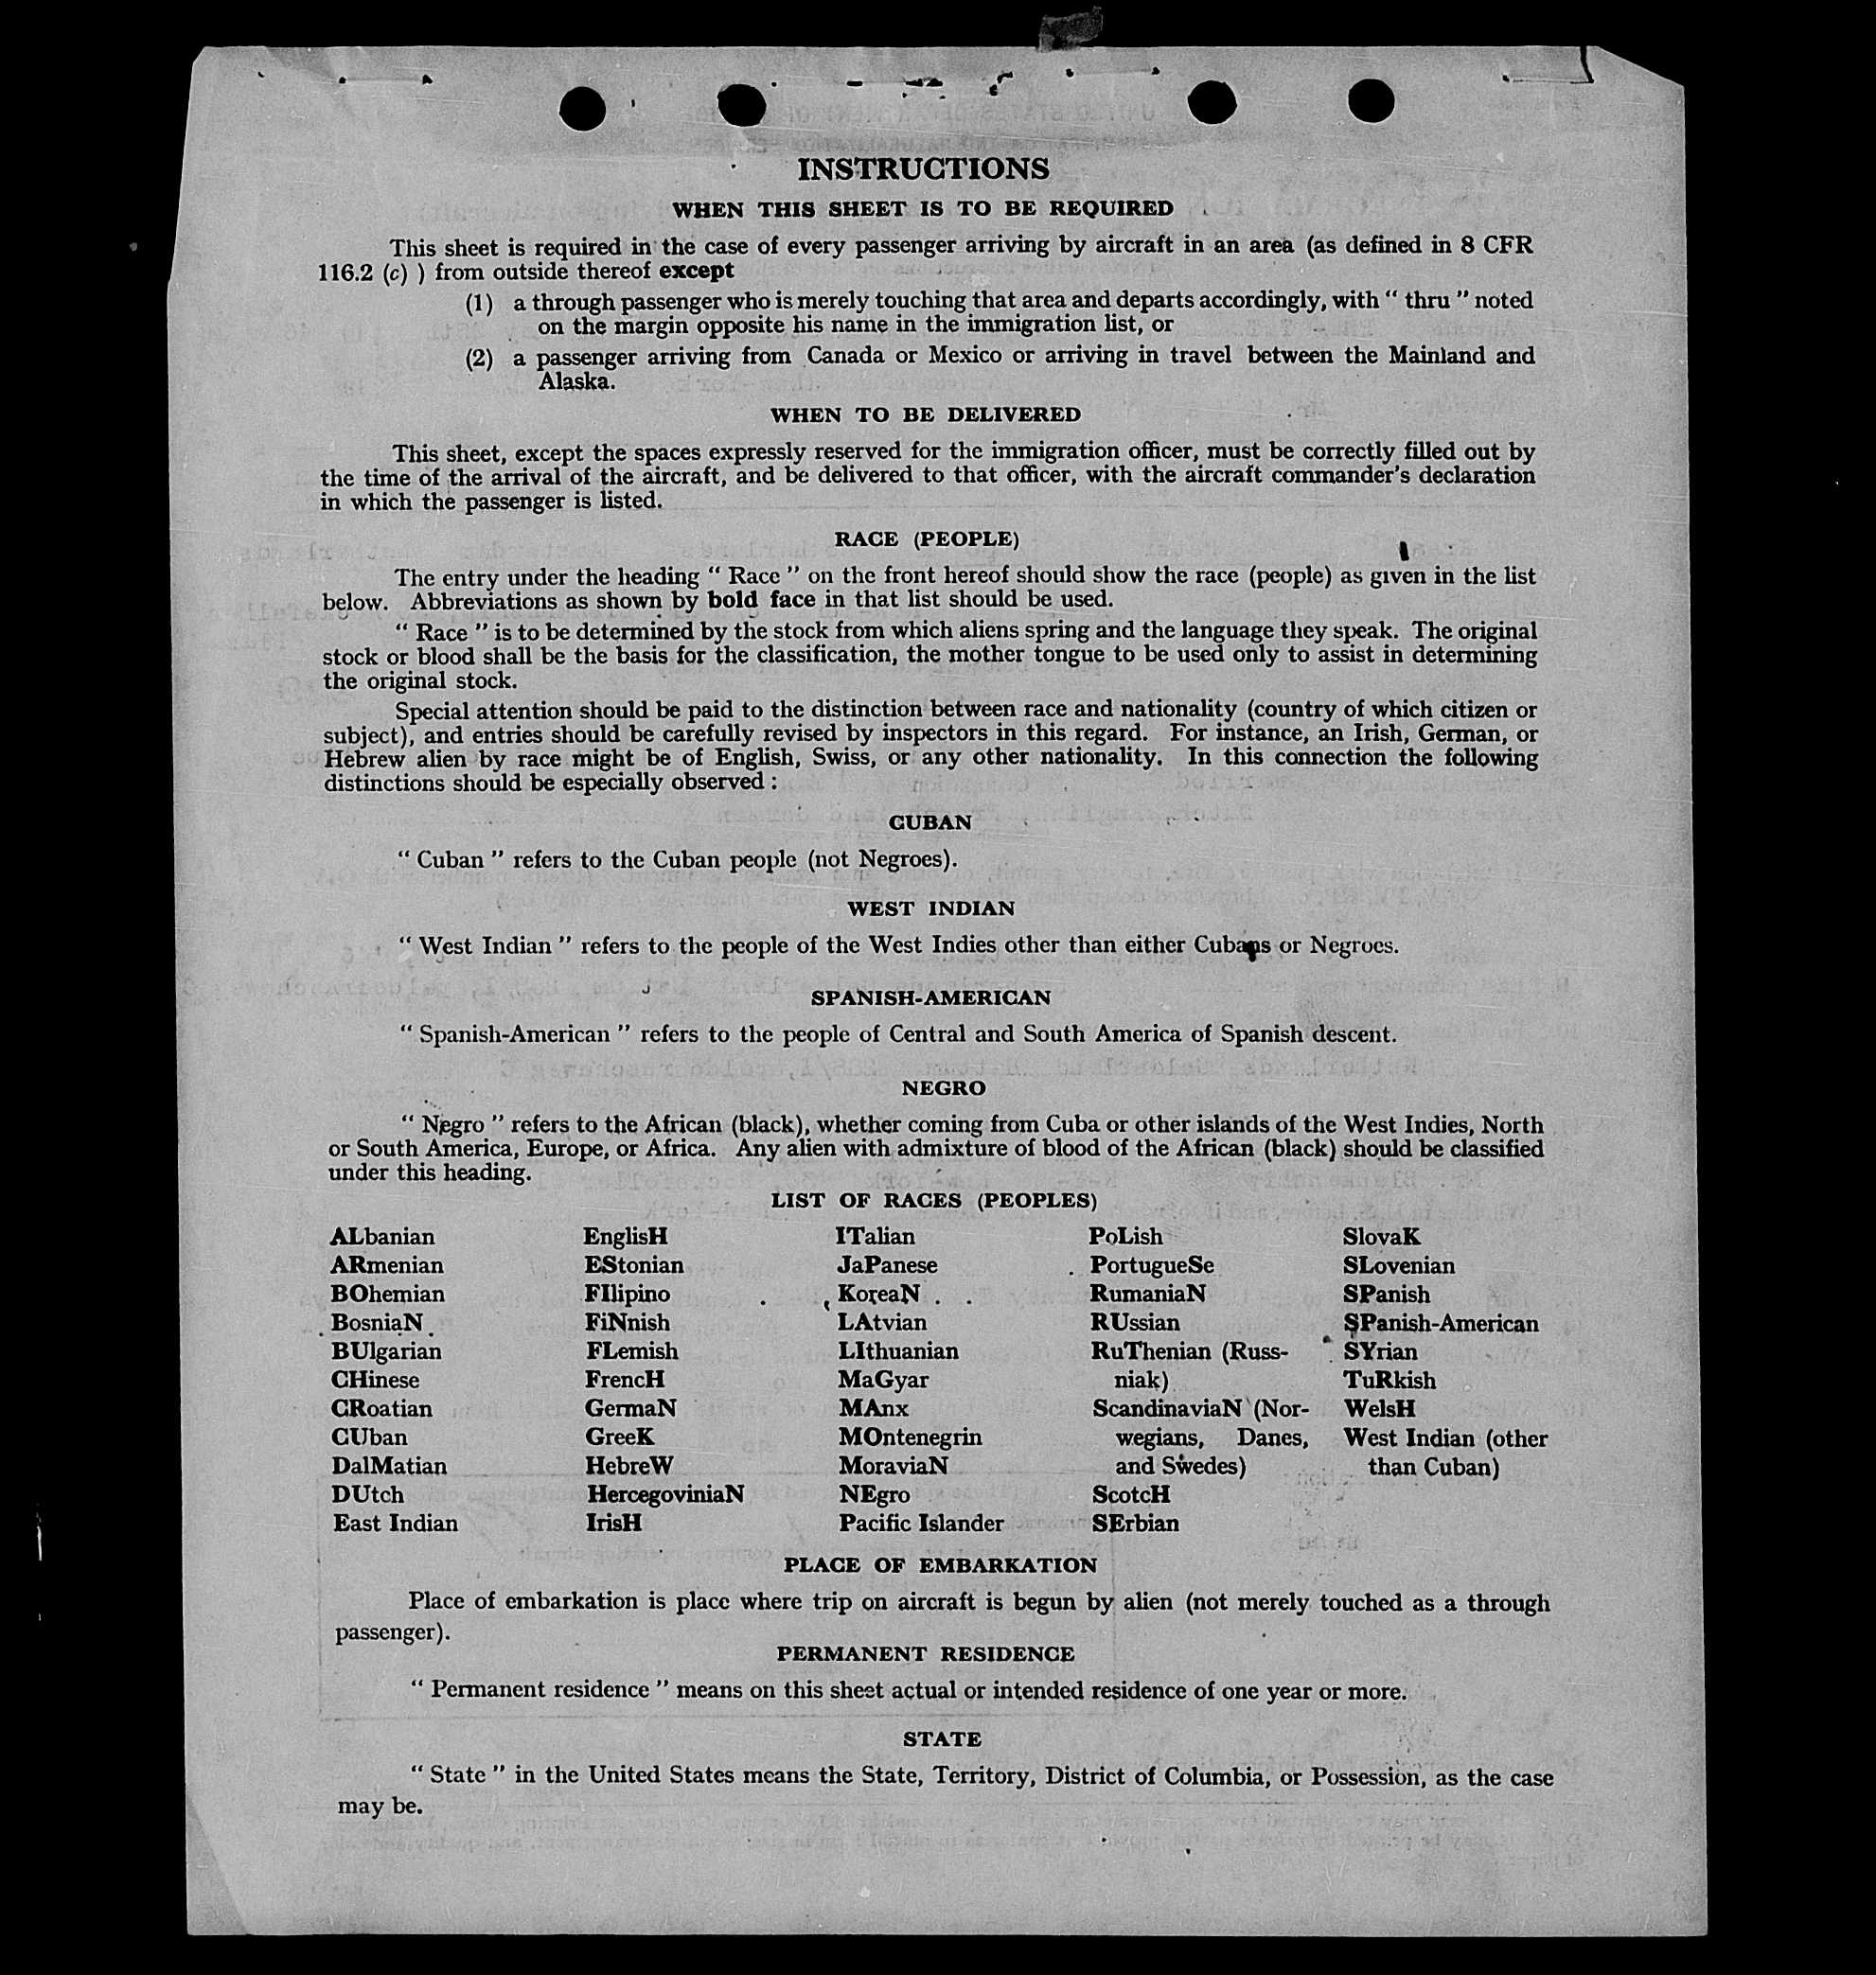 INSTRUCTIONS
WHEN THIS SHEET IS TO BE REQUIRED
This sheet is required in the case of every passenger arriving by aircraft in an area (as defined in 8 CFR
116.2 (c) ) from outside thereof except
(1) a through passenger who is merely touching that area and departs accordingly, with “ thru ” noted
on the margin opposite his name in the immigration list, or
(2) a passenger arriving from Canada or Mexico or arriving in travel between the Mainland and
Alaska.
WHEN TO BE DELIVERED
This sheet, except the spaces expressly reserved for the immigration officer, must be correctly filled out by
the time of the arrival of the aircraft, and be delivered to that officer, with the aircraft commander’s declaration
in which the passenger is listed.
RACE (PEOPLE)
The entry under the heading “ Race ” on the front hereof should show the race (people) as given in the list
below. Abbreviations as shown by bold face in that list should be used.
“ Race ” is to be determined by the stock from which aliens spring and the language they speak. The original
stock or blood shall be the basis for the classification, the mother tongue to be used only to assist in determining
the original stock.
Special attention should be paid to the distinction between race and nationality (country of which citizen or
subject), and entries should be carefully revised by inspectors in this regard. For instance, an Irish, German, or
Hebrew alien by race might be of English, Swiss, or any other nationality. In this connection the following
distinctions should be especially observed :
CUBAN
“ Cuban ” refers to the Cuban people (not Negroes).
WEST INDIAN
“ West Indian ” refers to the people of the West Indies other than either Cubans or Negroes.
SPANISH-AMERICAN
“ Spanish-American ” refers to the people of Central and South America of Spanish descent.
NEGRO
“ Negro ” refers to the African (black), whether coming from Cuba or other islands of the West Indies, North
or South America, Europe, or Africa. Any alien with admixture of blood of the African (black) should be classified
under this heading.
LIST OF RACES (PEOPLES)
ALbanian
ARmenian
BOhemian
BosniaN
BUlgarian
CHinese
CRoatian
CUban
DalMatian
DUtch
East Indian
EnglisH
EStonian
FIlipino
FiNnish
FLemish
FrencH
GermaN
GreeK
HebreW
HercegoviniaN
IrisH
ITalian
JaPanese
KoreaN
LAtvian
LIthuanian
MaGyar
MAnx
MOntenegrin
MoraviaN
NEgro
Pacific Islander
PoLish
PortugueSe
RumaniaN
RUssian
RuThenian (Russ-
niak)
ScandinaviaN (Nor-
wegians, Danes,
and Swedes)
ScotcH
SErbian
SlovaK
SLovenian
SPanish
SPanish-American
SYrian
TuRkish
WelsH
West Indian (other
than Cuban)
PLACE OF EMBARKATION
Place of embarkation is place where trip on aircraft is begun by alien (not merely touched as a through
passenger).
PERMANENT RESIDENCE
“ Permanent residence ” means on this sheet actual or intended residence of one year or more.
STATE
“ State ” in the United States means the State, Territory, District of Columbia, or Possession, as the case
may be.